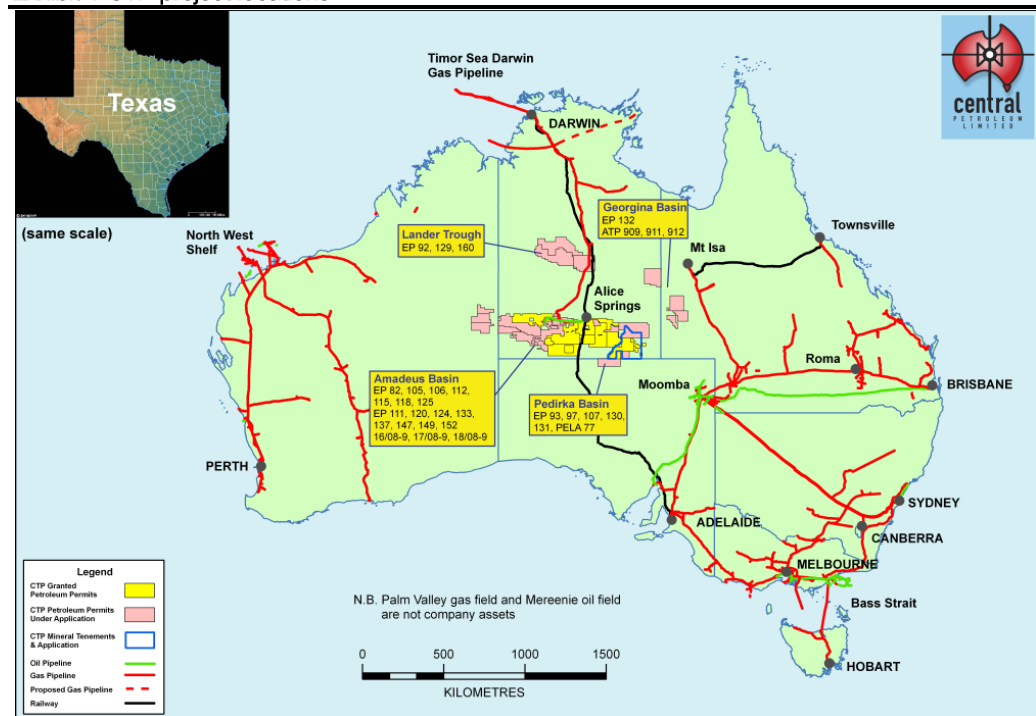 Texas
(same scale)
Timor Sea Darwin
Gas Pipeline
DARWIN
central
PETROLEUM
LIMITED
Georgina Basin
EP 132
ATP 909, 911, 912
Lander Trough
EP 92, 129, 160
North West
Shelf
Mt Isa
Townsville
Alice
Springs
Amadeus Basin
EP 82, 105, 106, 112,
115, 118, 125
EP 111, 120, 124, 133,
137, 147, 149, 152
16/08-9, 17/08-9, 18/08-9
Pedirka Basin
EP 93, 97, 107, 130,
131, PELA 77
Moomba
Roma
BRISBANE
PERTH
ADELAIDE
SYDNEY
CANBERRA
MELBOURNE
Bass Strait
HOBART
N.B. Palm Valley gas field and Mereenie oil field
are not company assets
0 500 1000 1500
KILOMETRES
Legend
CTP Granted
Petroleum Permits
CTP Petroleum Permits
Under Application
CTP Mineral Tenements
& Application
Oil Pipeline
Gas Pipeline
Proposed Gas Pipeline
Railway